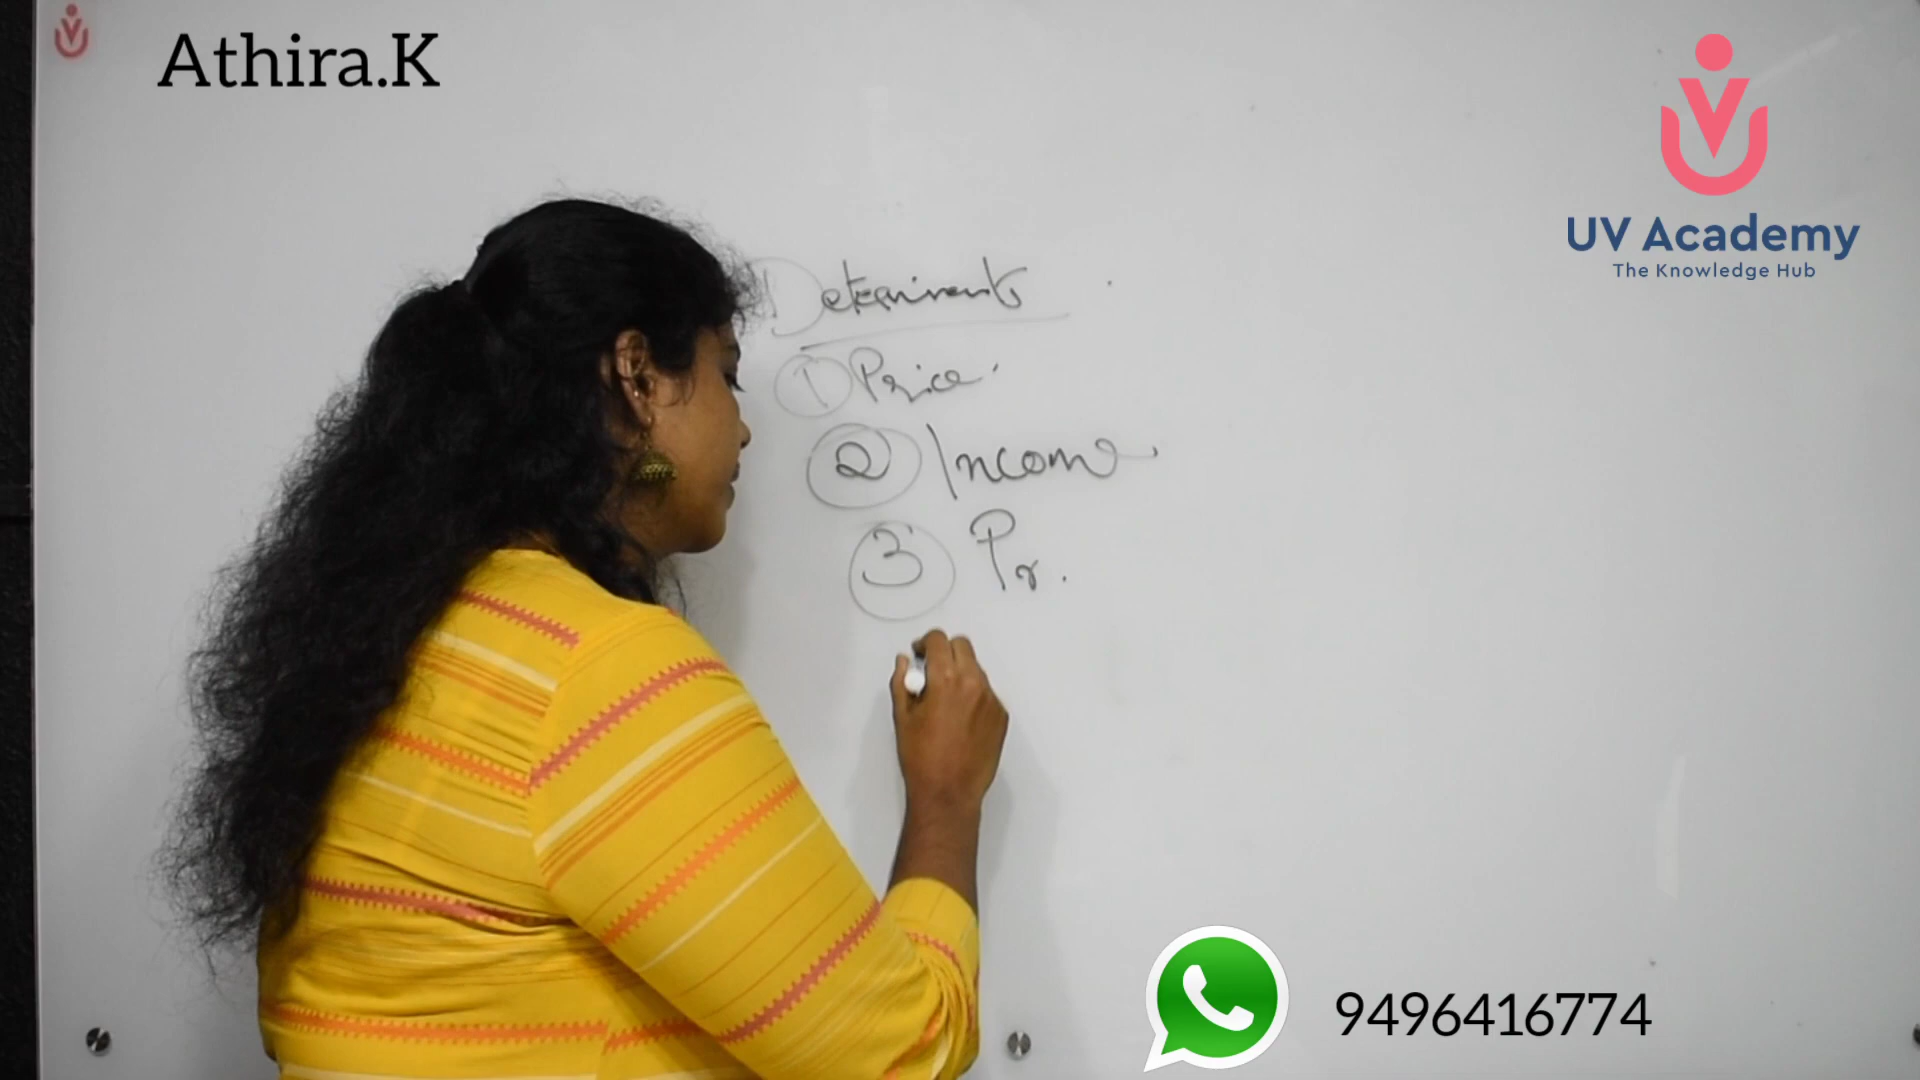 Athira.K
UV Academy
The Knowledge Hub
Determinants
1 Price
2 Income
3 Pr.
9496416774